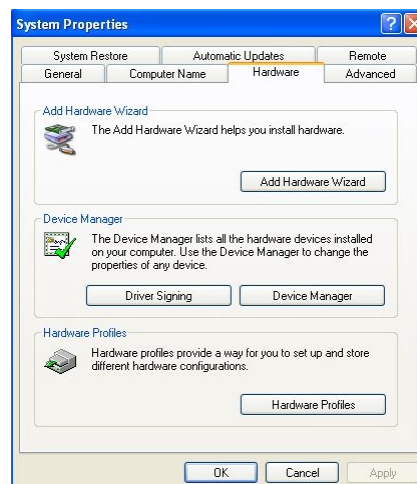 System Properties
System Restore Automatic Updates Remote
General Computer Name Hardware Advanced
Add Hardware Wizard
The Add Hardware Wizard helps you install hardware.
Add Hardware Wizard
Device Manager
The Device Manager lists all the hardware devices installed
on your computer. Use the Device Manager to change the
properties of any device.
Driver Signing Device Manager
Hardware Profiles
Hardware profiles provide a way for you to set up and store
different hardware configurations.
Hardware Profiles
OK Cancel Apply